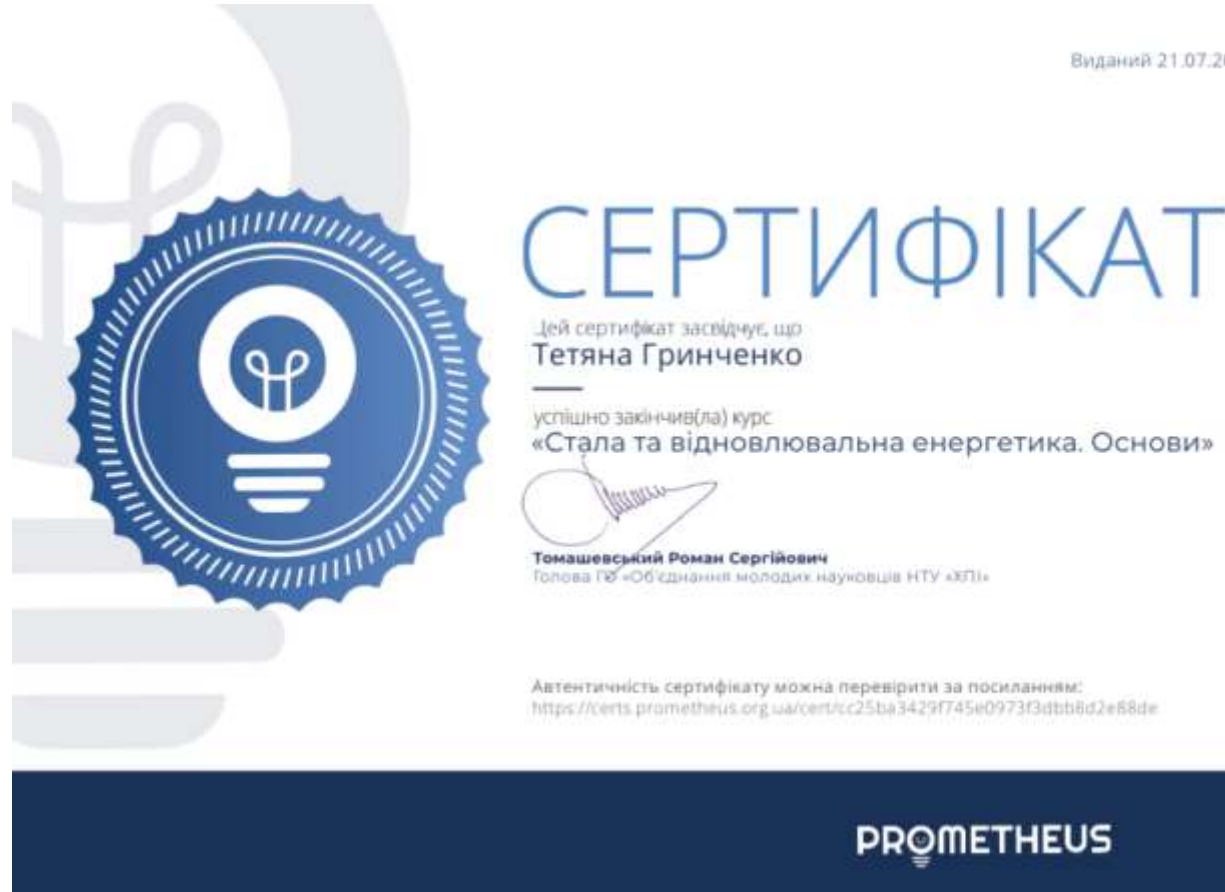 Виданий 21.07.20
СЕРТИФІКАТ
Цей сертифікат засвідчує, що
Тетяна Гринченко
успішно закінчив(ла) курс
«Стала та відновлювальна енергетика. Основи»
Томашевський Роман Сергійович
Голова ГО «Об'єднання молодих науковців НТУ «ХПІ»
Автентичність сертифікату можна перевірити за посиланням:
https://certs.prometheus.org.ua/cert/cc25ba3429f745e0973f3dbb8d2e88de
PROMETHEUS